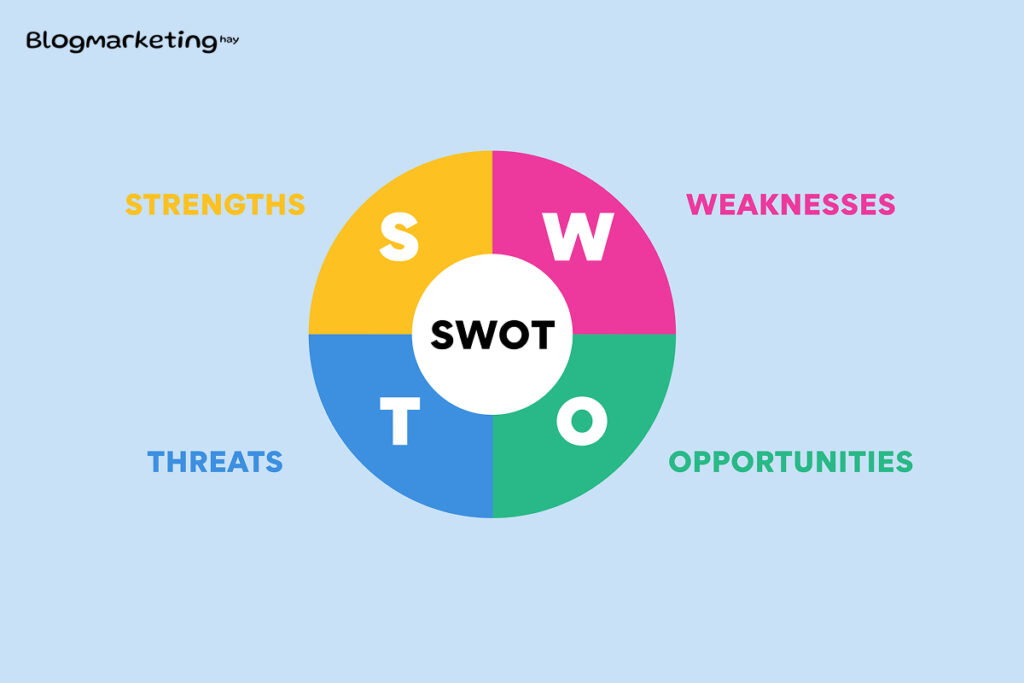 Blogmarketing hay
STRENGTHS
WEAKNESSES
S
W
SWOT
T
O
THREATS
OPPORTUNITIES